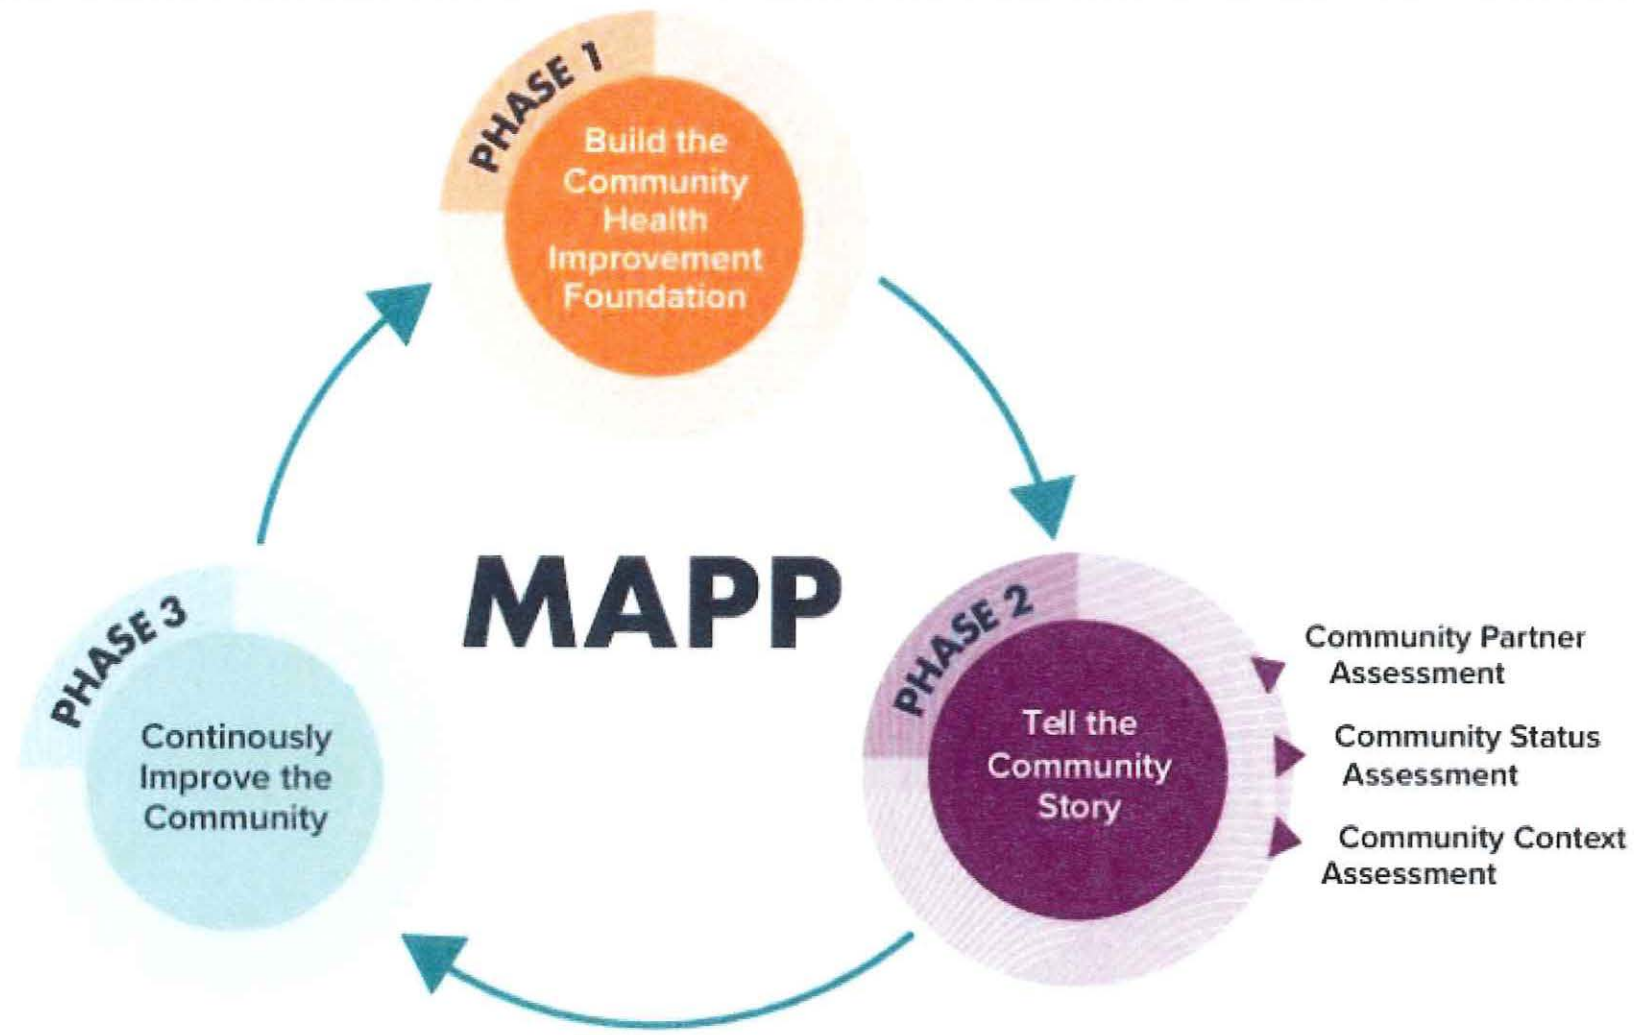 PHASE 1
Build the
Community
Health
Improvement
Foundation
MAPP
PHASE 2
Tell the
Community
Story
Community Partner
Assessment
Community Status
Assessment
Community Context
Assessment
PHASE 3
Continously
Improve the
Community